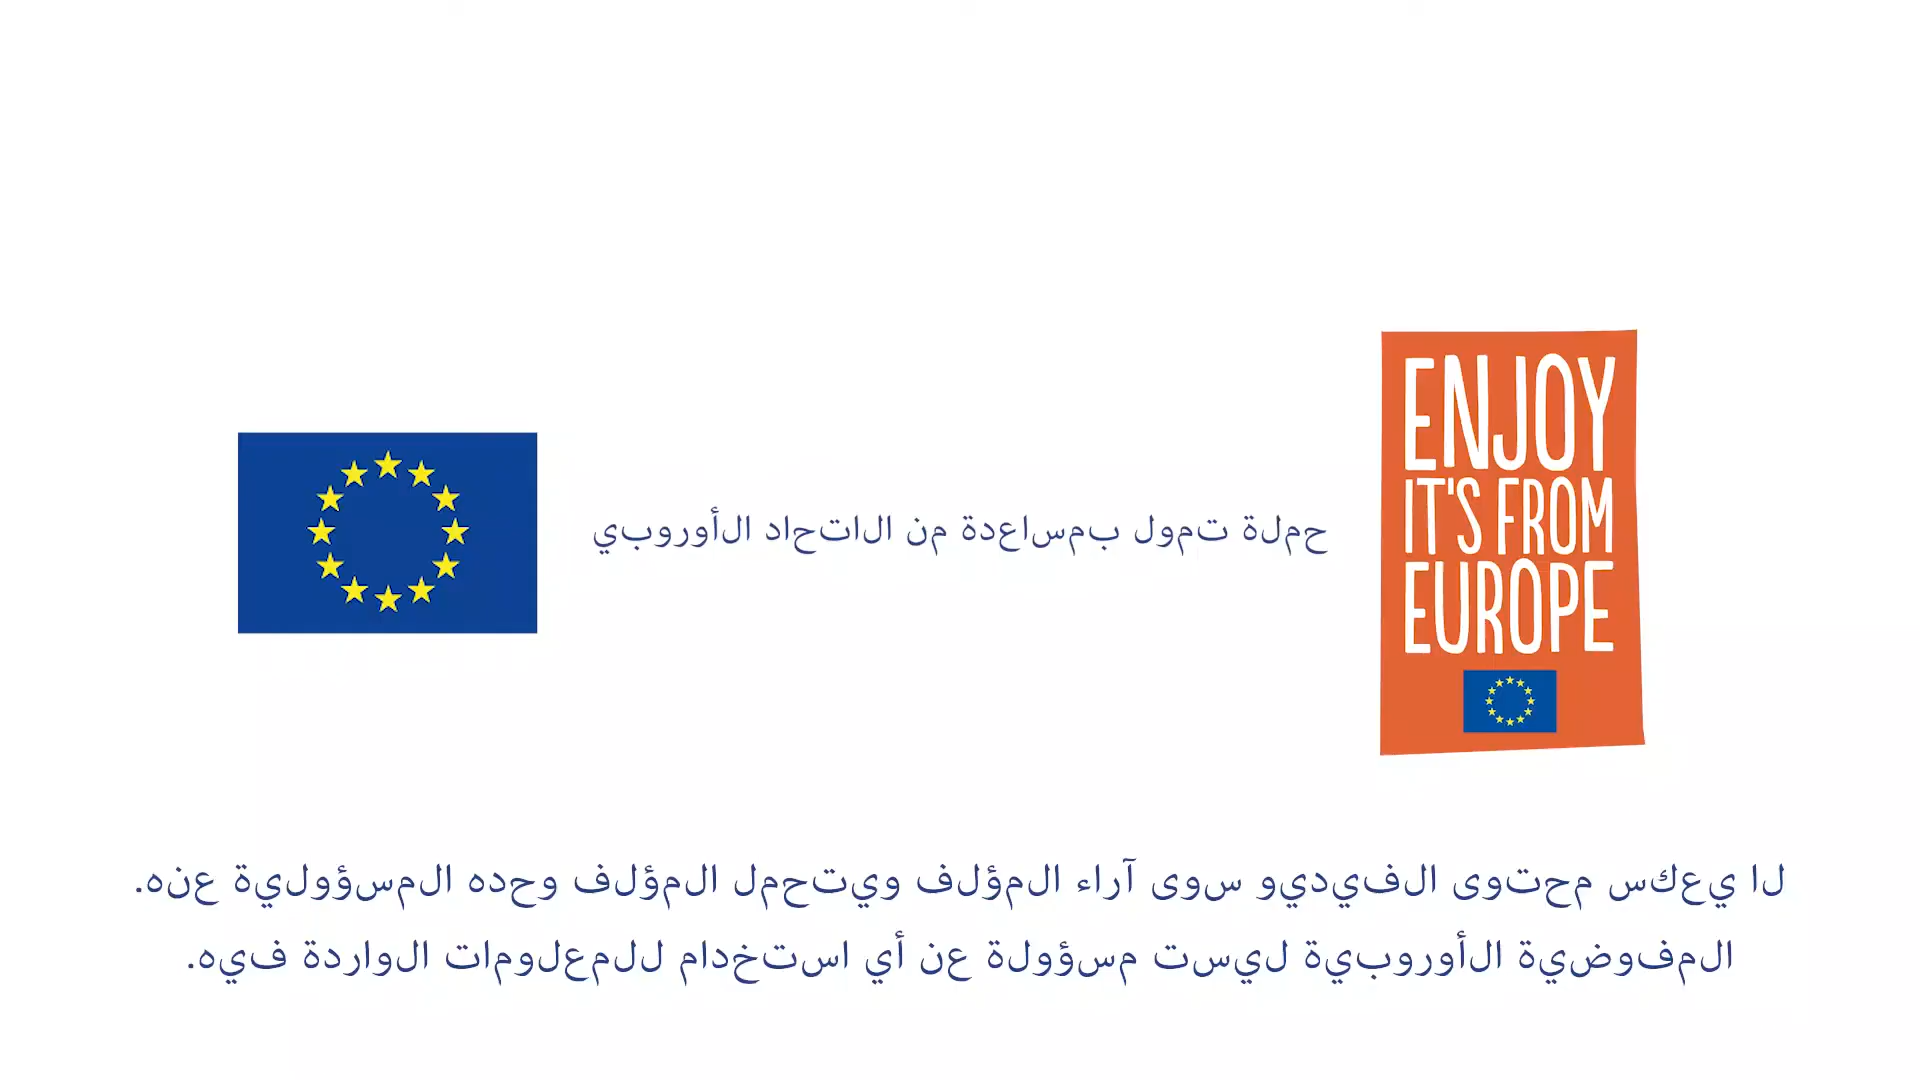 حملة تمول بمساعدة من الاتحاد الأوروبي
ENJOY
IT'S FROM
EUROPE
لا يعكس محتوى الفيديو سوى آراء المؤلف ويتحمل المؤلف وحده المسؤولية عنه.
المفوضية الأوروبية ليست مسؤولة عن أي استخدام للمعلومات الواردة فيه.